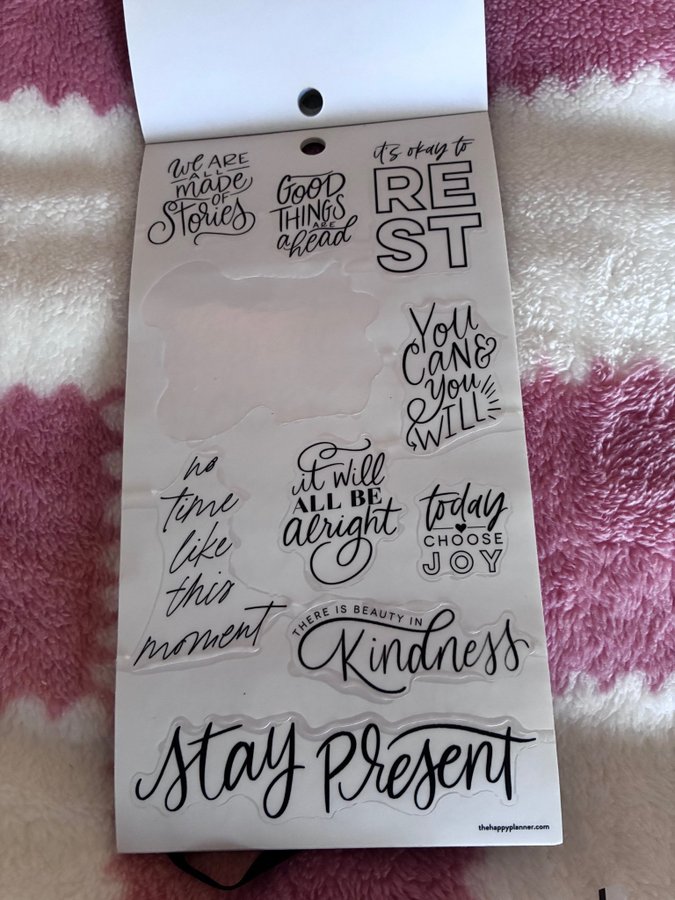 We ARE
ALL
made
OF
Stories
GOOD
THINGS
ARE
ahead
it's okay to
RE
ST
You
CAN &
you
WILL
no
time
like
this
moment
it will
ALL BE
alright
today
CHOOSE
JOY
THERE IS BEAUTY IN
Kindness
stay present
thehappyplanner.com